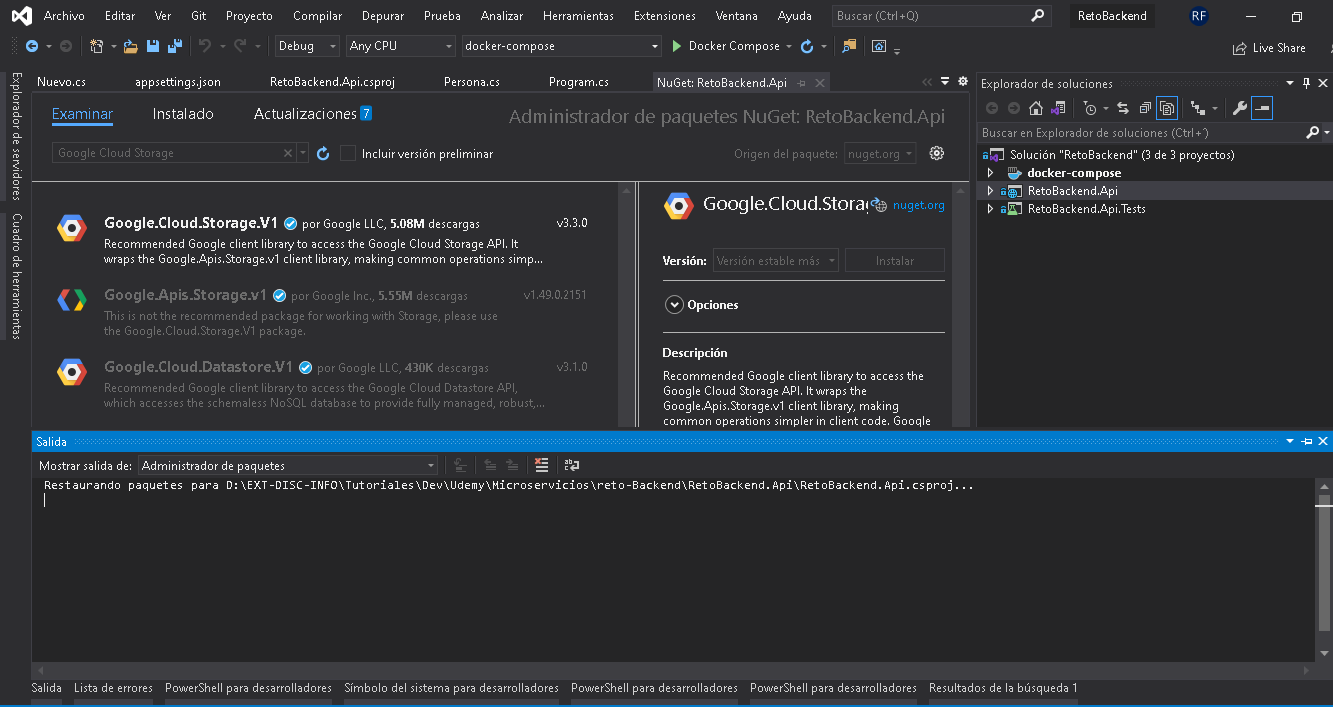 Archivo Editar Ver Git Proyecto Compilar Depurar Prueba Analizar Herramientas Extensiones Ventana Ayuda Buscar (Ctrl+Q) RetoBackend RF
Debug Any CPU docker-compose Docker Compose Live Share
Explorador de servidores
Cuadro de herramientas
Nuevo.cs appsettings.json RetoBackend.Api.csproj Persona.cs Program.cs NuGet: RetoBackend.Api
Examinar Instalado Actualizaciones 7 Administrador de paquetes NuGet: RetoBackend.Api
Google Cloud Storage Incluir versión preliminar Origen del paquete: nuget.org
Google.Cloud.Storage.V1 por Google LLC, 5.08M descargas v3.3.0
Recommended Google client library to access the Google Cloud Storage API. It
wraps the Google.Apis.Storage.v1 client library, making common operations simp...
Google.Apis.Storage.v1 por Google Inc., 5.55M descargas v1.49.0.2151
This is not the recommended package for working with Storage, please use
the Google.Cloud.Storage.V1 package.
Google.Cloud.Datastore.V1 por Google LLC, 430K descargas v3.1.0
Recommended Google client library to access the Google Cloud Datastore API,
which accesses the schemaless NoSQL database to provide fully managed, robust,...
Google.Cloud.Stora nuget.org
Versión: Versión estable más Instalar
Opciones
Descripción
Recommended Google client library to access the
Google Cloud Storage API. It wraps the
Google.Apis.Storage.v1 client library, making
common operations simpler in client code. Google
Explorador de soluciones
Buscar en Explorador de soluciones (Ctrl+´)
Solución "RetoBackend" (3 de 3 proyectos)
docker-compose
RetoBackend.Api
RetoBackend.Api.Tests
Salida
Mostrar salida de: Administrador de paquetes
Restaurando paquetes para D:\EXT-DISC-INFO\Tutoriales\Dev\Udemy\Microservicios\reto-Backend\RetoBackend.Api\RetoBackend.Api.csproj...
Salida Lista de errores PowerShell para desarrolladores Símbolo del sistema para desarrolladores PowerShell para desarrolladores PowerShell para desarrolladores Resultados de la búsqueda 1